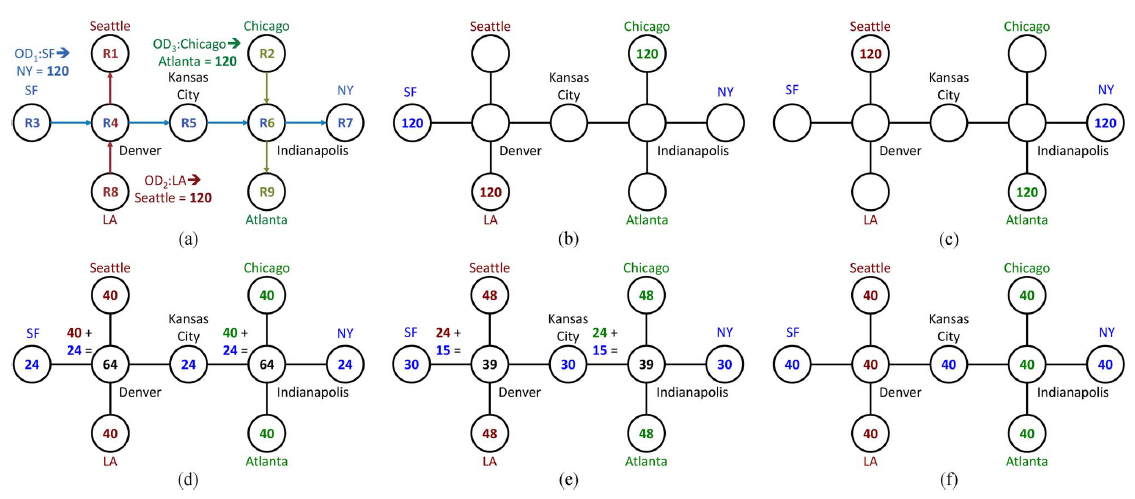 Seattle
Chicago
OD₁:SF➔
NY = 120
R1
OD₃:Chicago➔
Atlanta = 120
R2
Kansas
City
SF
NY
R3
R4
R5
R6
R7
Denver
Indianapolis
R8
OD₂:LA➔
Seattle = 120
R9
LA
Atlanta
(a)
Seattle
Chicago
120
Kansas
City
SF
NY
120
Denver
Indianapolis
120
LA
Atlanta
(b)
Seattle
Chicago
120
Kansas
City
SF
NY
120
Denver
Indianapolis
120
LA
Atlanta
(c)
Seattle
Chicago
40
40
SF
40 +
24 =
Kansas
City
40 +
24 =
NY
24
64
24
64
24
Denver
Indianapolis
40
40
LA
Atlanta
(d)
Seattle
Chicago
48
48
SF
24 +
15 =
Kansas
City
24 +
15 =
NY
30
39
30
39
30
Denver
Indianapolis
48
48
LA
Atlanta
(e)
Seattle
Chicago
40
40
Kansas
City
SF
NY
40
40
40
40
40
Denver
Indianapolis
40
40
LA
Atlanta
(f)